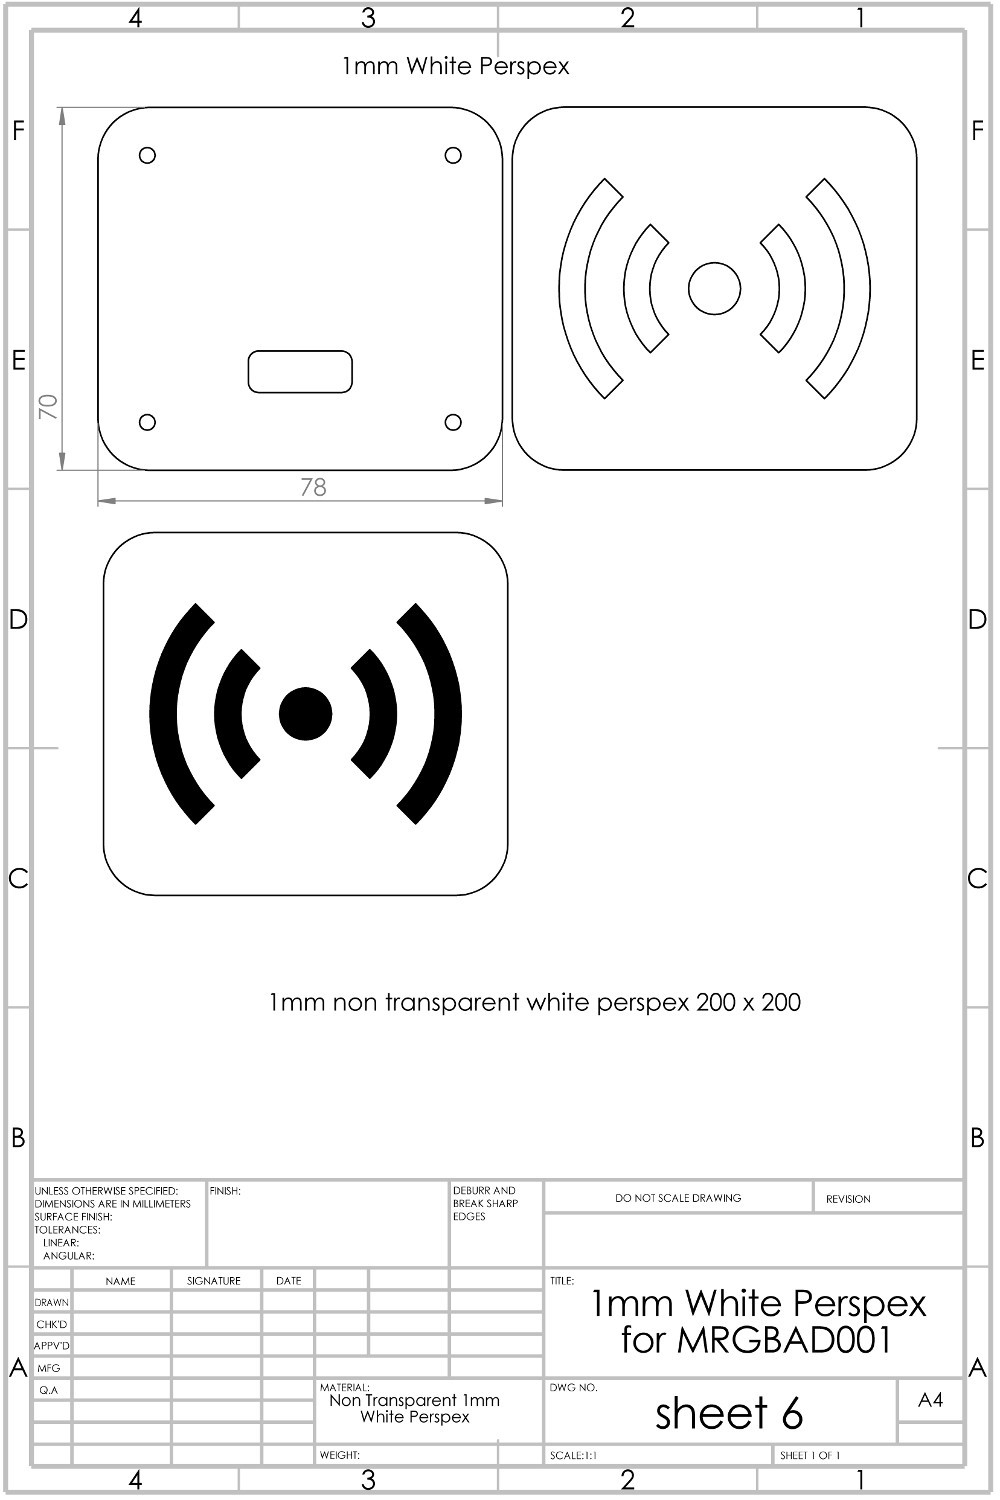 4 3 2 1
1mm White Perspex
F F
E E
70
78
D D
C C
1mm non transparent white perspex 200 x 200
B B
UNLESS OTHERWISE SPECIFIED:
DIMENSIONS ARE IN MILLIMETERS
SURFACE FINISH:
TOLERANCES:
LINEAR:
ANGULAR:
FINISH:
DEBURR AND
BREAK SHARP
EDGES
DO NOT SCALE DRAWING
REVISION
NAME SIGNATURE DATE
DRAWN
CHK'D
APPV'D
MFG
Q.A
TITLE:
1mm White Perspex
for MRGBAD001
A A
MATERIAL:
Non Transparent 1mm
White Perspex
DWG NO.
sheet 6
A4
WEIGHT:
SCALE:1:1
SHEET 1 OF 1
4 3 2 1